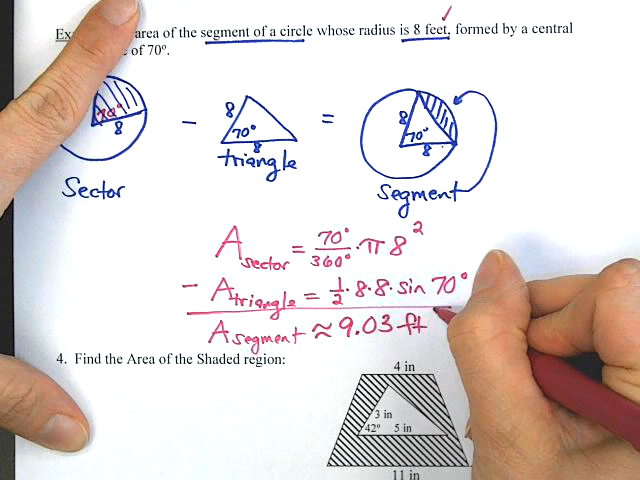 Ex area of the segment of a circle whose radius is 8 feet, formed by a central
of 70º.
70° 8
−
8 70° 8
=
8 70° 8
Sector
triangle
segment
A sector = 70°/360° · π 8²
− A triangle = 1/2 · 8 · 8 · sin 70°
A segment ≈ 9.03 ft
4. Find the Area of the Shaded region:
4 in
3 in
42º 5 in
11 in